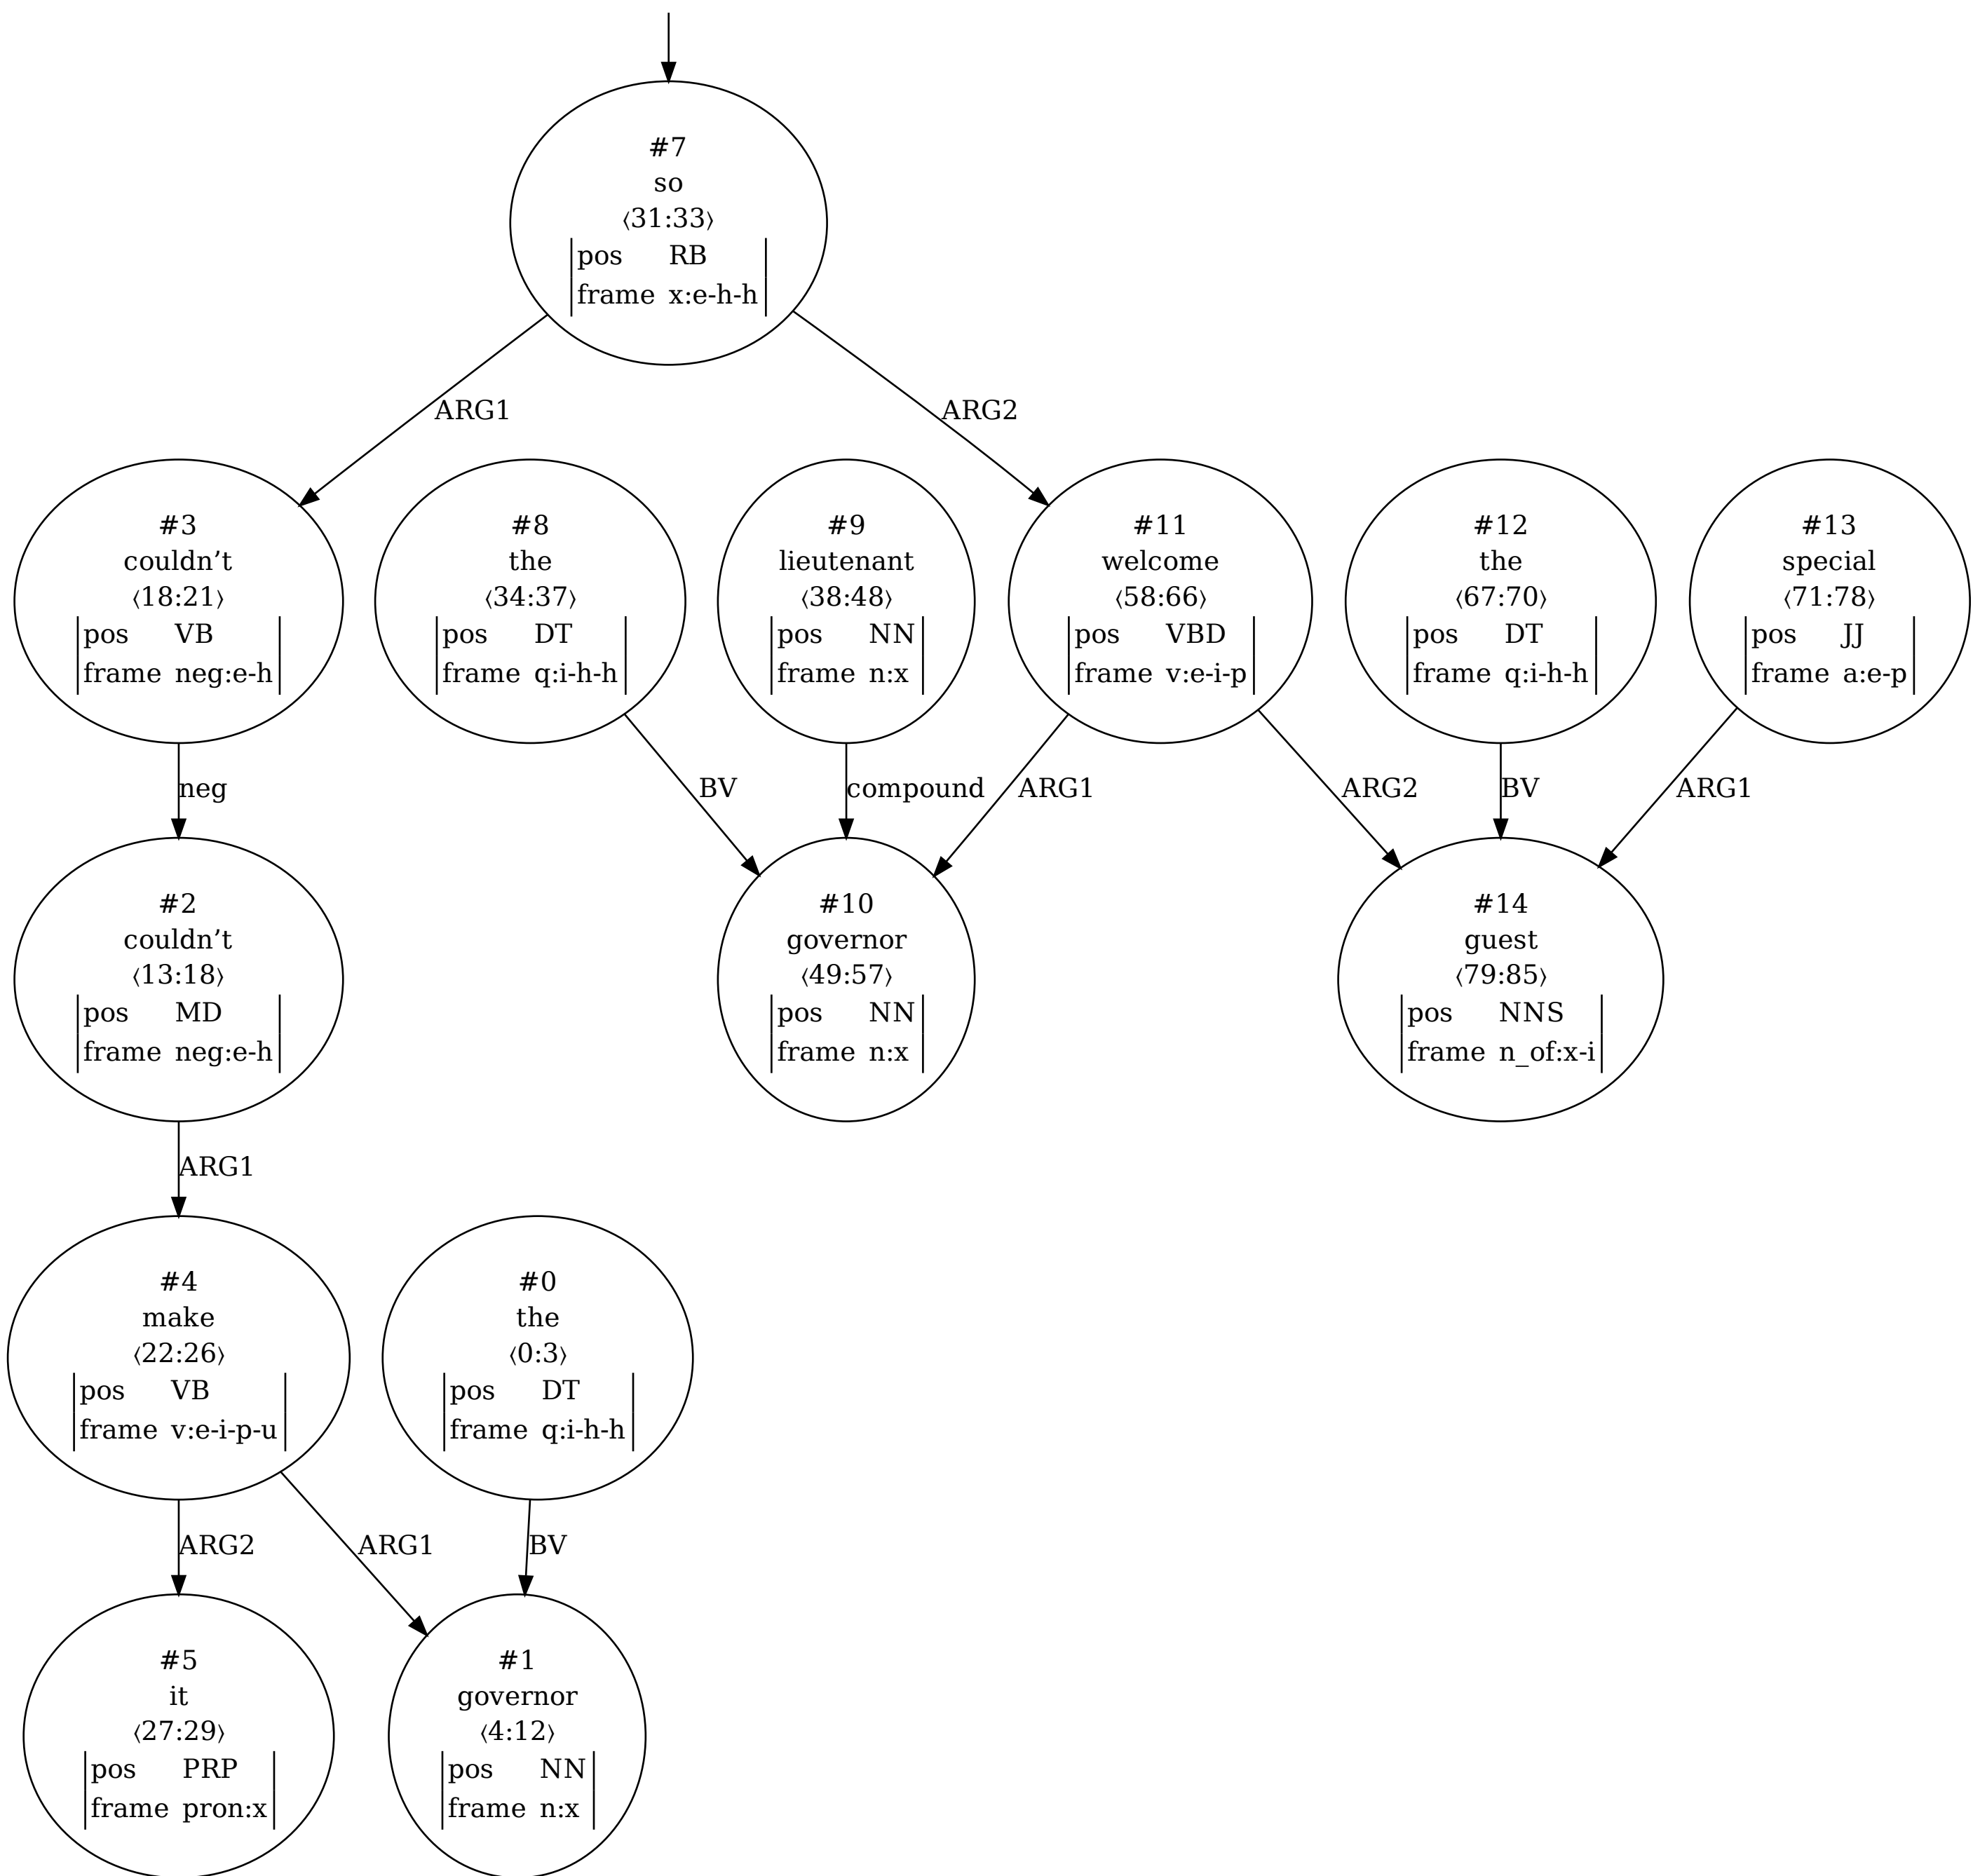 #7
so
⟨31:33⟩
pos RB
frame x:e-h-h
ARG1
ARG2
#3
couldn’t
⟨18:21⟩
pos VB
frame neg:e-h
#8
the
⟨34:37⟩
pos DT
frame q:i-h-h
#9
lieutenant
⟨38:48⟩
pos NN
frame n:x
#11
welcome
⟨58:66⟩
pos VBD
frame v:e-i-p
#12
the
⟨67:70⟩
pos DT
frame q:i-h-h
#13
special
⟨71:78⟩
pos JJ
frame a:e-p
neg
BV
compound
ARG1
ARG2
BV
ARG1
#2
couldn’t
⟨13:18⟩
pos MD
frame neg:e-h
#10
governor
⟨49:57⟩
pos NN
frame n:x
#14
guest
⟨79:85⟩
pos NNS
frame n_of:x-i
ARG1
#4
make
⟨22:26⟩
pos VB
frame v:e-i-p-u
#0
the
⟨0:3⟩
pos DT
frame q:i-h-h
ARG2
ARG1
BV
#5
it
⟨27:29⟩
pos PRP
frame pron:x
#1
governor
⟨4:12⟩
pos NN
frame n:x